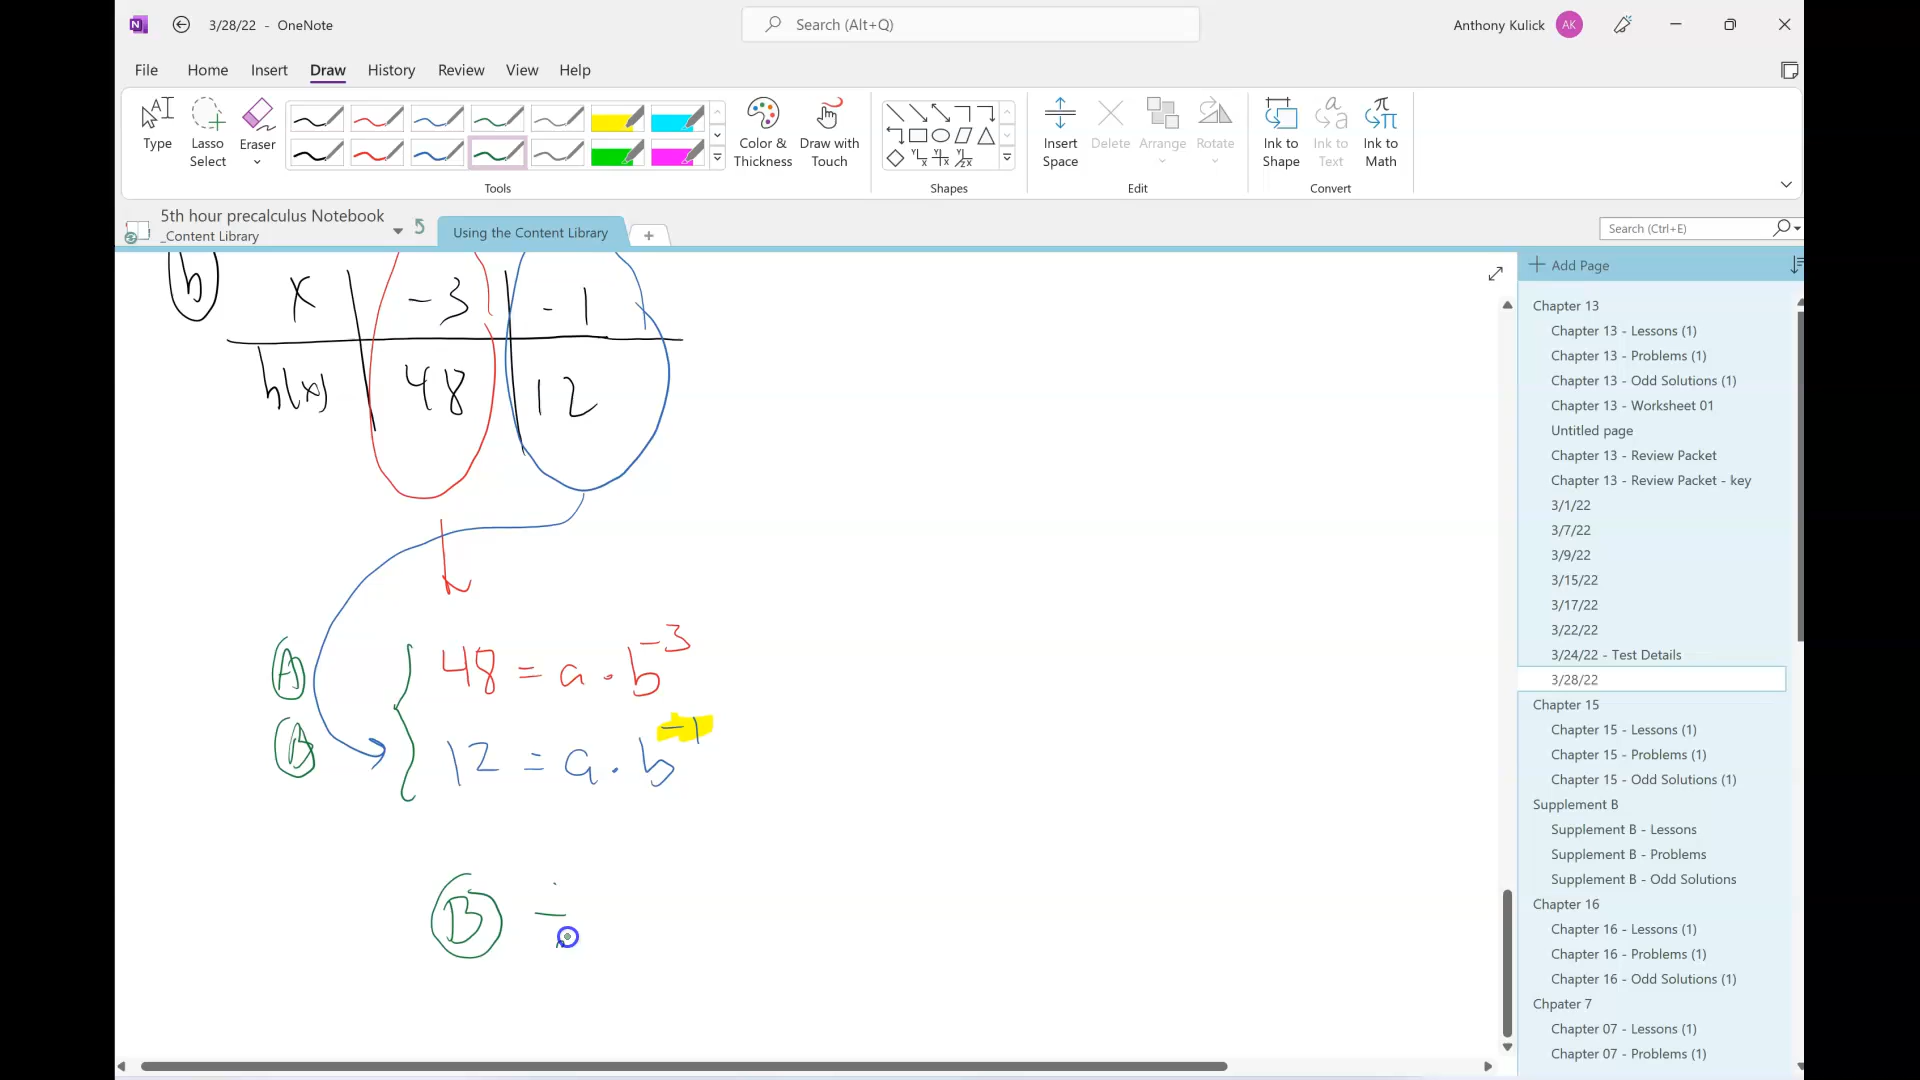 3/28/22 - OneNote
Search (Alt+Q)
Anthony Kulick AK
File Home Insert Draw History Review View Help
Type
Lasso Select
Eraser
Color & Thickness
Draw with Touch
Insert Space
Delete
Arrange
Rotate
Ink to Shape
Ink to Text
Ink to Math
Tools Shapes Edit Convert
5th hour precalculus Notebook
_Content Library
Using the Content Library
Search (Ctrl+E)
b x -3 -1
h(x) 48 12
A 48 = a · b^-3
B 12 = a · b^-1
B ÷
Add Page
Chapter 13
Chapter 13 - Lessons (1)
Chapter 13 - Problems (1)
Chapter 13 - Odd Solutions (1)
Chapter 13 - Worksheet 01
Untitled page
Chapter 13 - Review Packet
Chapter 13 - Review Packet - key
3/1/22
3/7/22
3/9/22
3/15/22
3/17/22
3/22/22
3/24/22 - Test Details
3/28/22
Chapter 15
Chapter 15 - Lessons (1)
Chapter 15 - Problems (1)
Chapter 15 - Odd Solutions (1)
Supplement B
Supplement B - Lessons
Supplement B - Problems
Supplement B - Odd Solutions
Chapter 16
Chapter 16 - Lessons (1)
Chapter 16 - Problems (1)
Chapter 16 - Odd Solutions (1)
Chpater 7
Chapter 07 - Lessons (1)
Chapter 07 - Problems (1)